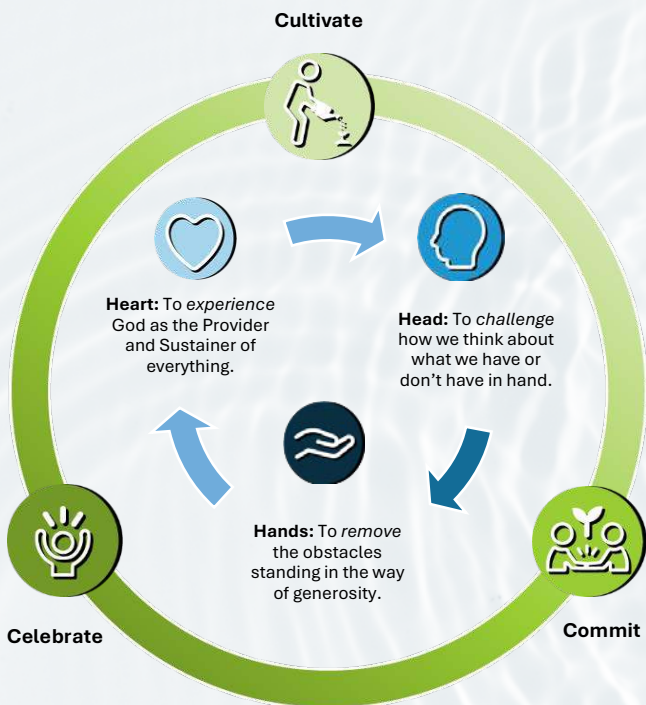 Cultivate
Heart: To experience
God as the Provider
and Sustainer of
everything.
Head: To challenge
how we think about
what we have or
don’t have in hand.
Hands: To remove
the obstacles
standing in the way
of generosity.
Celebrate
Commit